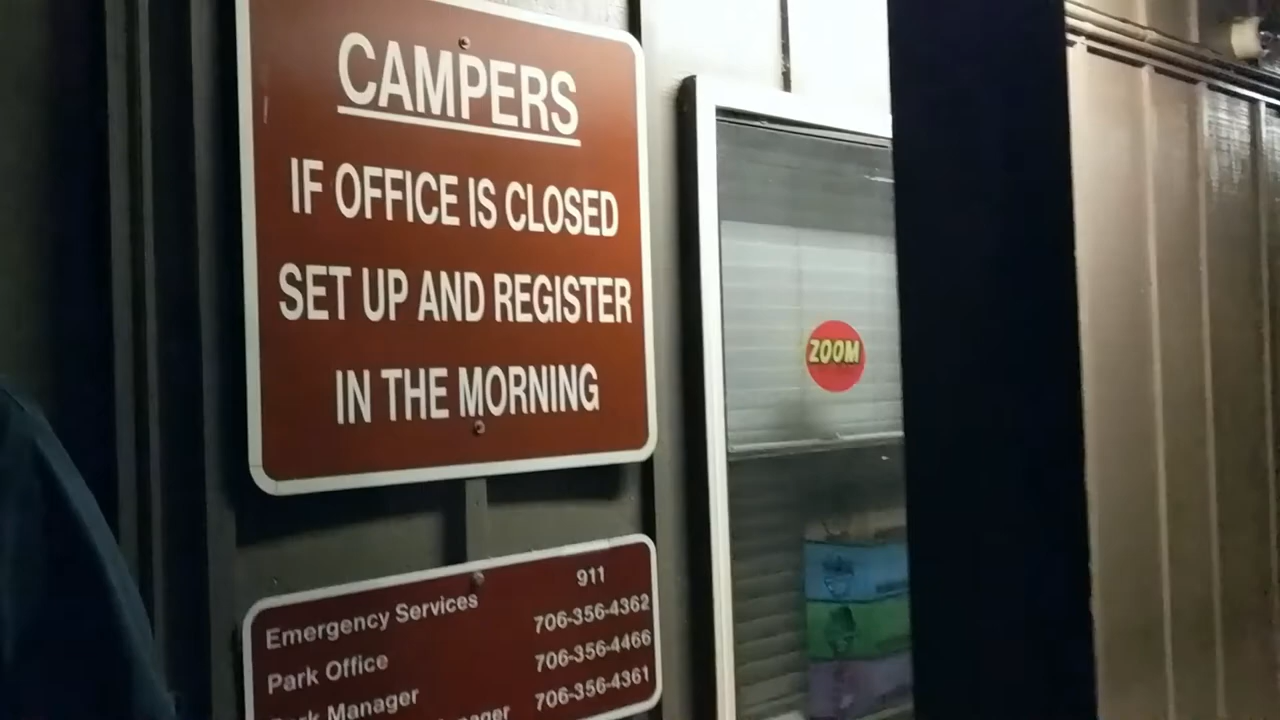 CAMPERS
IF OFFICE IS CLOSED
SET UP AND REGISTER
IN THE MORNING
ZOOM
Emergency Services 911
Park Office 706-356-4362
Park Manager 706-356-4466
706-356-4361